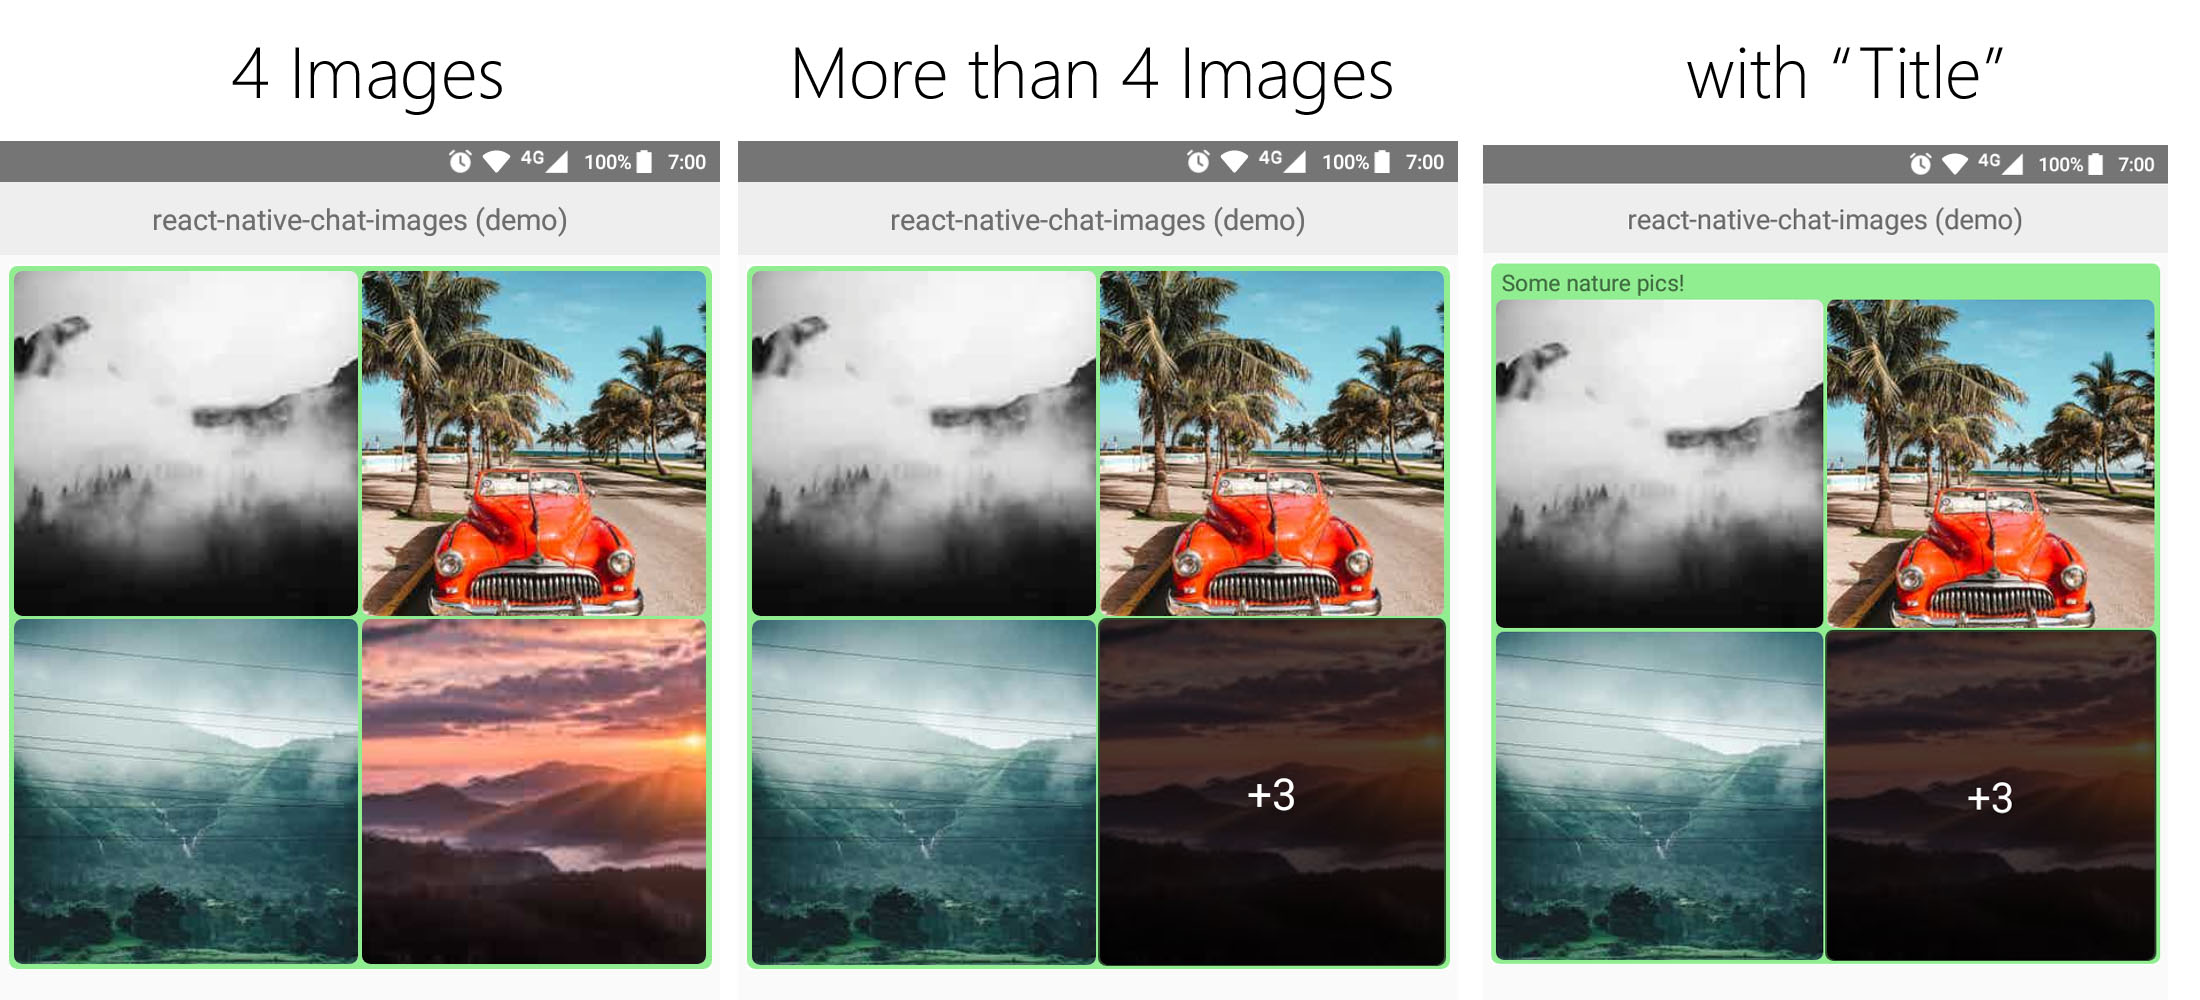 4 Images
More than 4 Images
with “Title”
4G 100% 7:00
4G 100% 7:00
4G 100% 7:00
react-native-chat-images (demo)
react-native-chat-images (demo)
react-native-chat-images (demo)
Some nature pics!
+3
+3